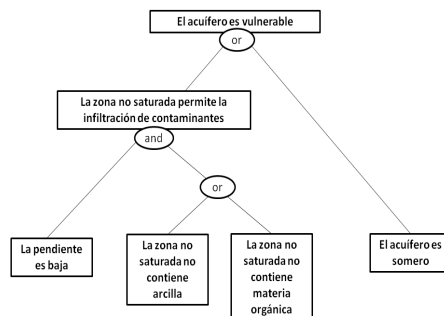 El acuífero es vulnerable
or
La zona no saturada permite la
infiltración de contaminantes
and
or
La pendiente
es baja
La zona no
saturada no
contiene
arcilla
La zona no
saturada no
contiene
materia
orgánica
El acuífero es
somero